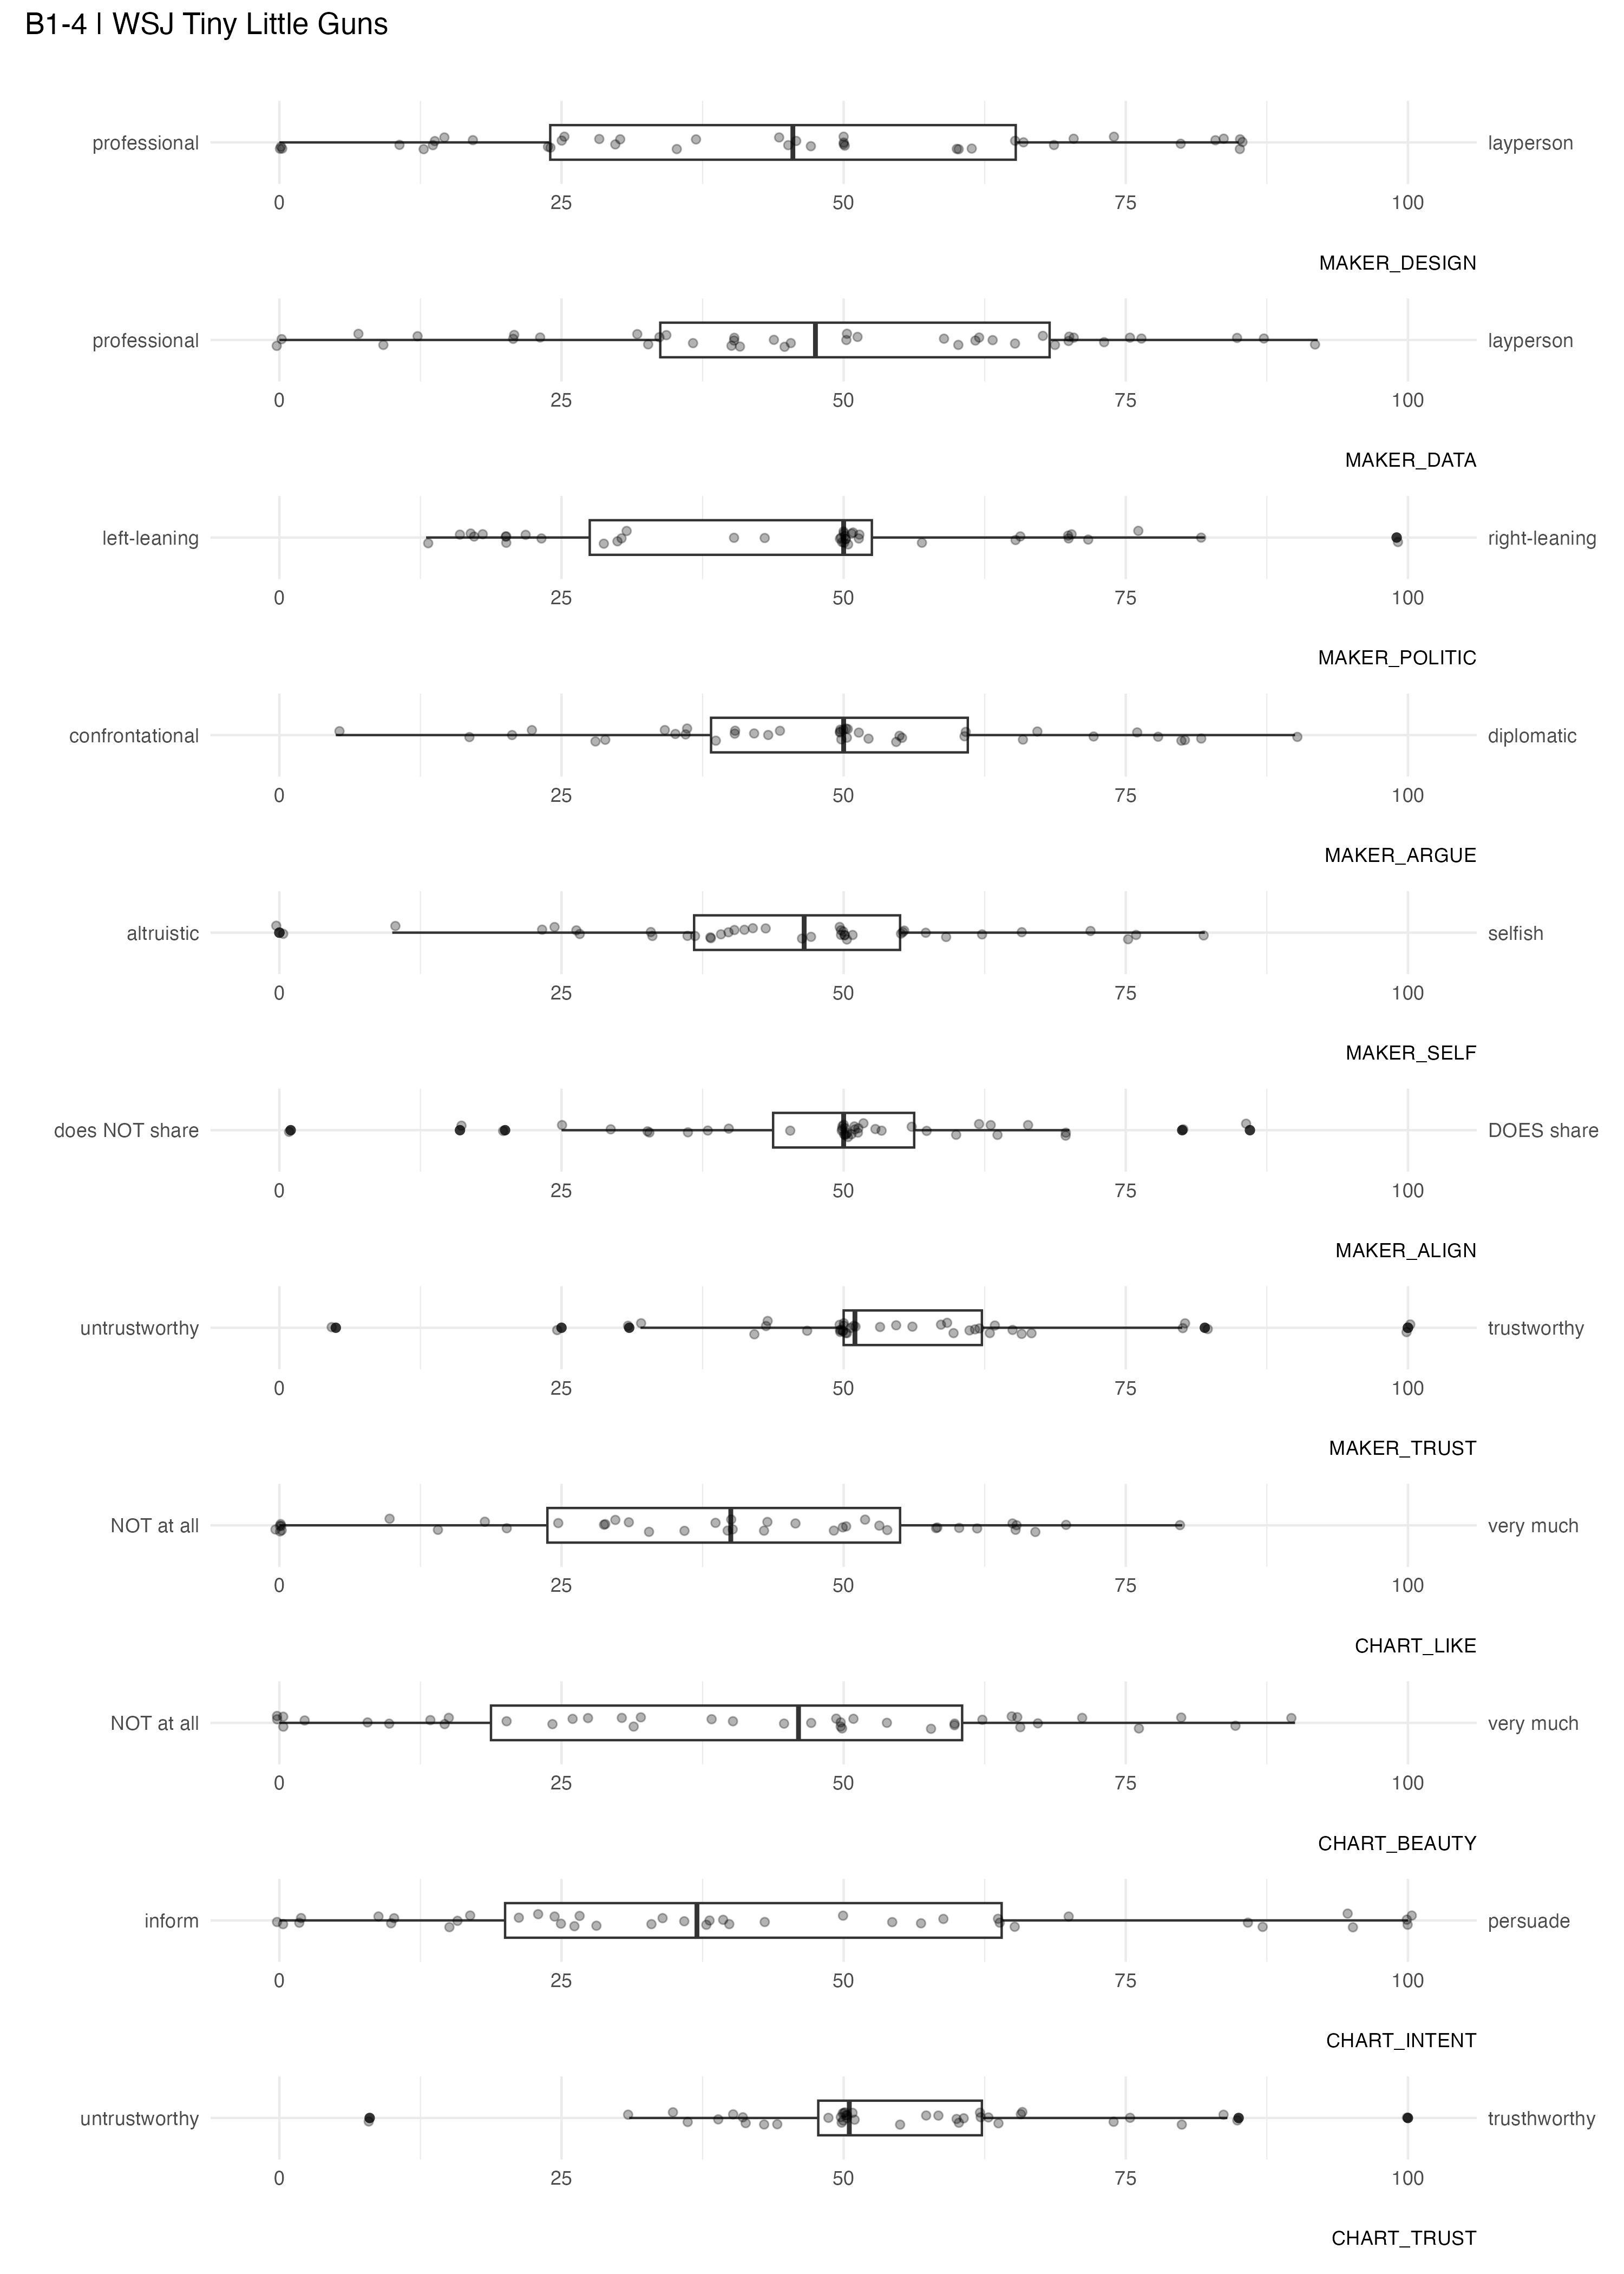 B1-4 | WSJ Tiny Little Guns
professional layperson
0 25 50 75 100
MAKER_DESIGN
professional layperson
0 25 50 75 100
MAKER_DATA
left-leaning right-leaning
0 25 50 75 100
MAKER_POLITIC
confrontational diplomatic
0 25 50 75 100
MAKER_ARGUE
altruistic selfish
0 25 50 75 100
MAKER_SELF
does NOT share DOES share
0 25 50 75 100
MAKER_ALIGN
untrustworthy trustworthy
0 25 50 75 100
MAKER_TRUST
NOT at all very much
0 25 50 75 100
CHART_LIKE
NOT at all very much
0 25 50 75 100
CHART_BEAUTY
inform persuade
0 25 50 75 100
CHART_INTENT
untrustworthy trusthworthy
0 25 50 75 100
CHART_TRUST